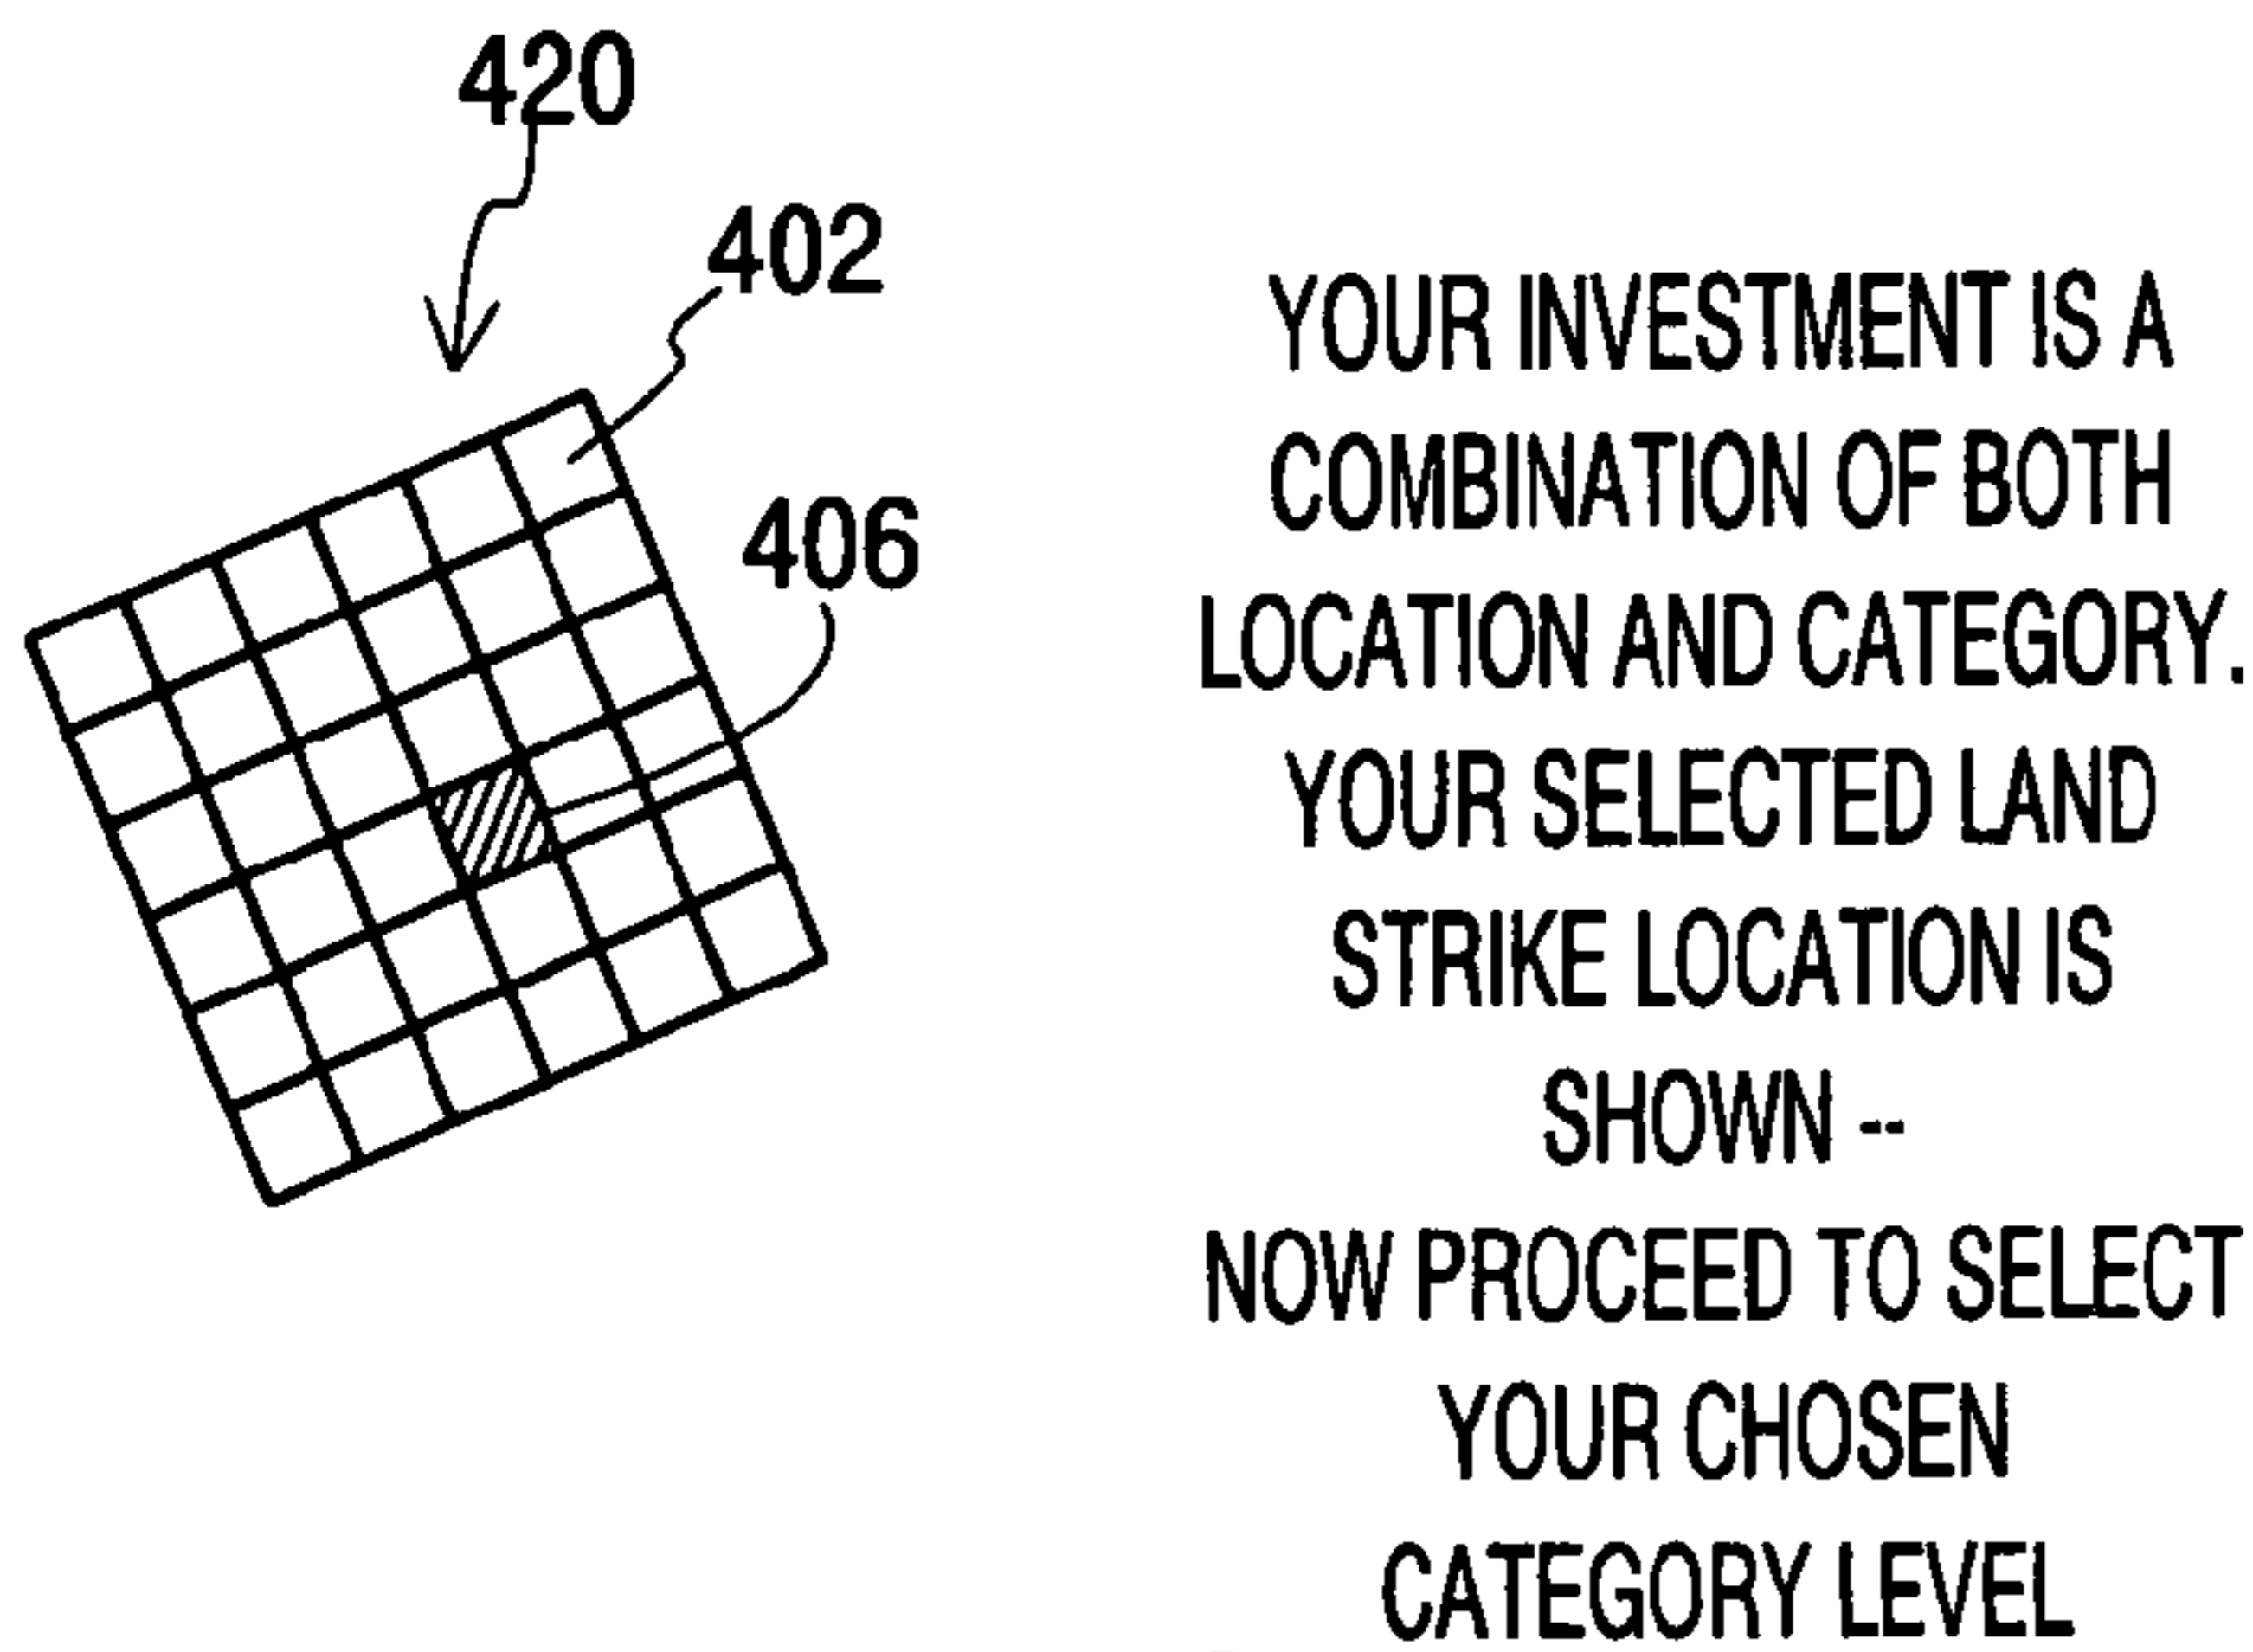 420
402
406
YOUR INVESTMENT IS A
COMBINATION OF BOTH
LOCATION AND CATEGORY.
YOUR SELECTED LAND
STRIKE LOCATION IS
SHOWN --
NOW PROCEED TO SELECT
YOUR CHOSEN
CATEGORY LEVEL